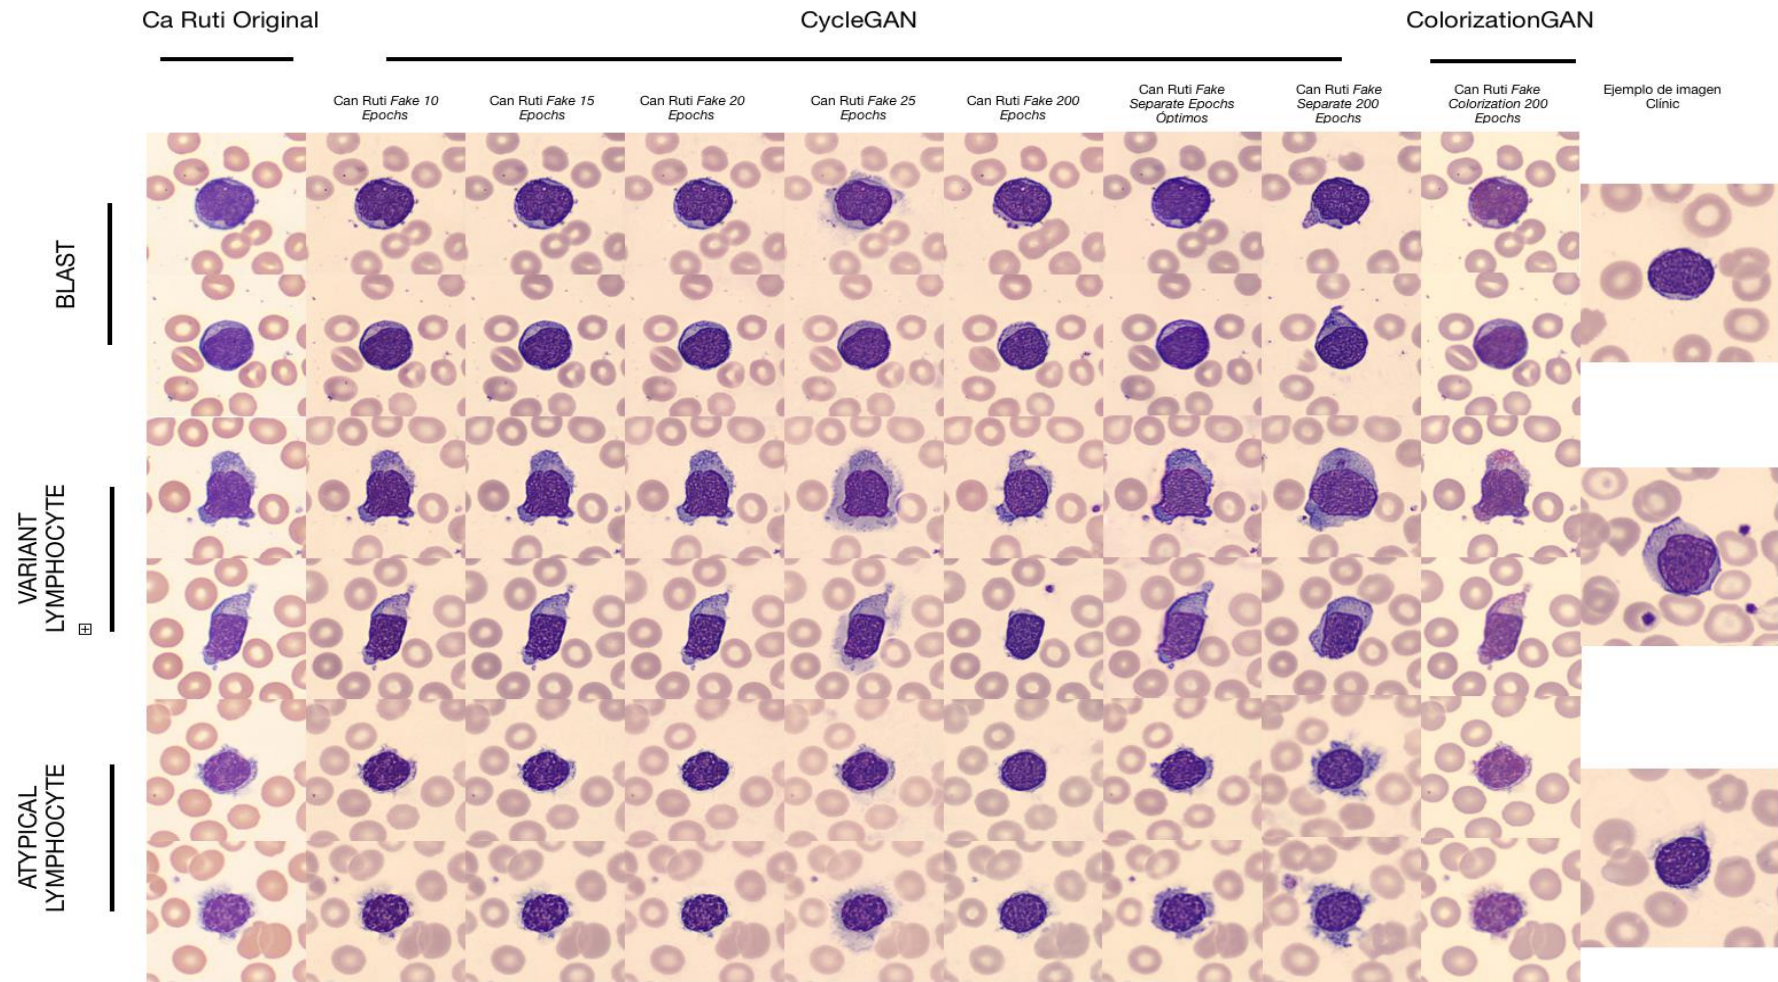 Ca Ruti Original
CycleGAN
ColorizationGAN
Can Ruti Fake 10
Epochs
Can Ruti Fake 15
Epochs
Can Ruti Fake 20
Epochs
Can Ruti Fake 25
Epochs
Can Ruti Fake 200
Epochs
Can Ruti Fake
Separate Epochs
Óptimos
Can Ruti Fake
Separate 200
Epochs
Can Ruti Fake
Colorization 200
Epochs
Ejemplo de imagen
Clínic
BLAST
VARIANT
LYMPHOCYTE
ATYPICAL
LYMPHOCYTE